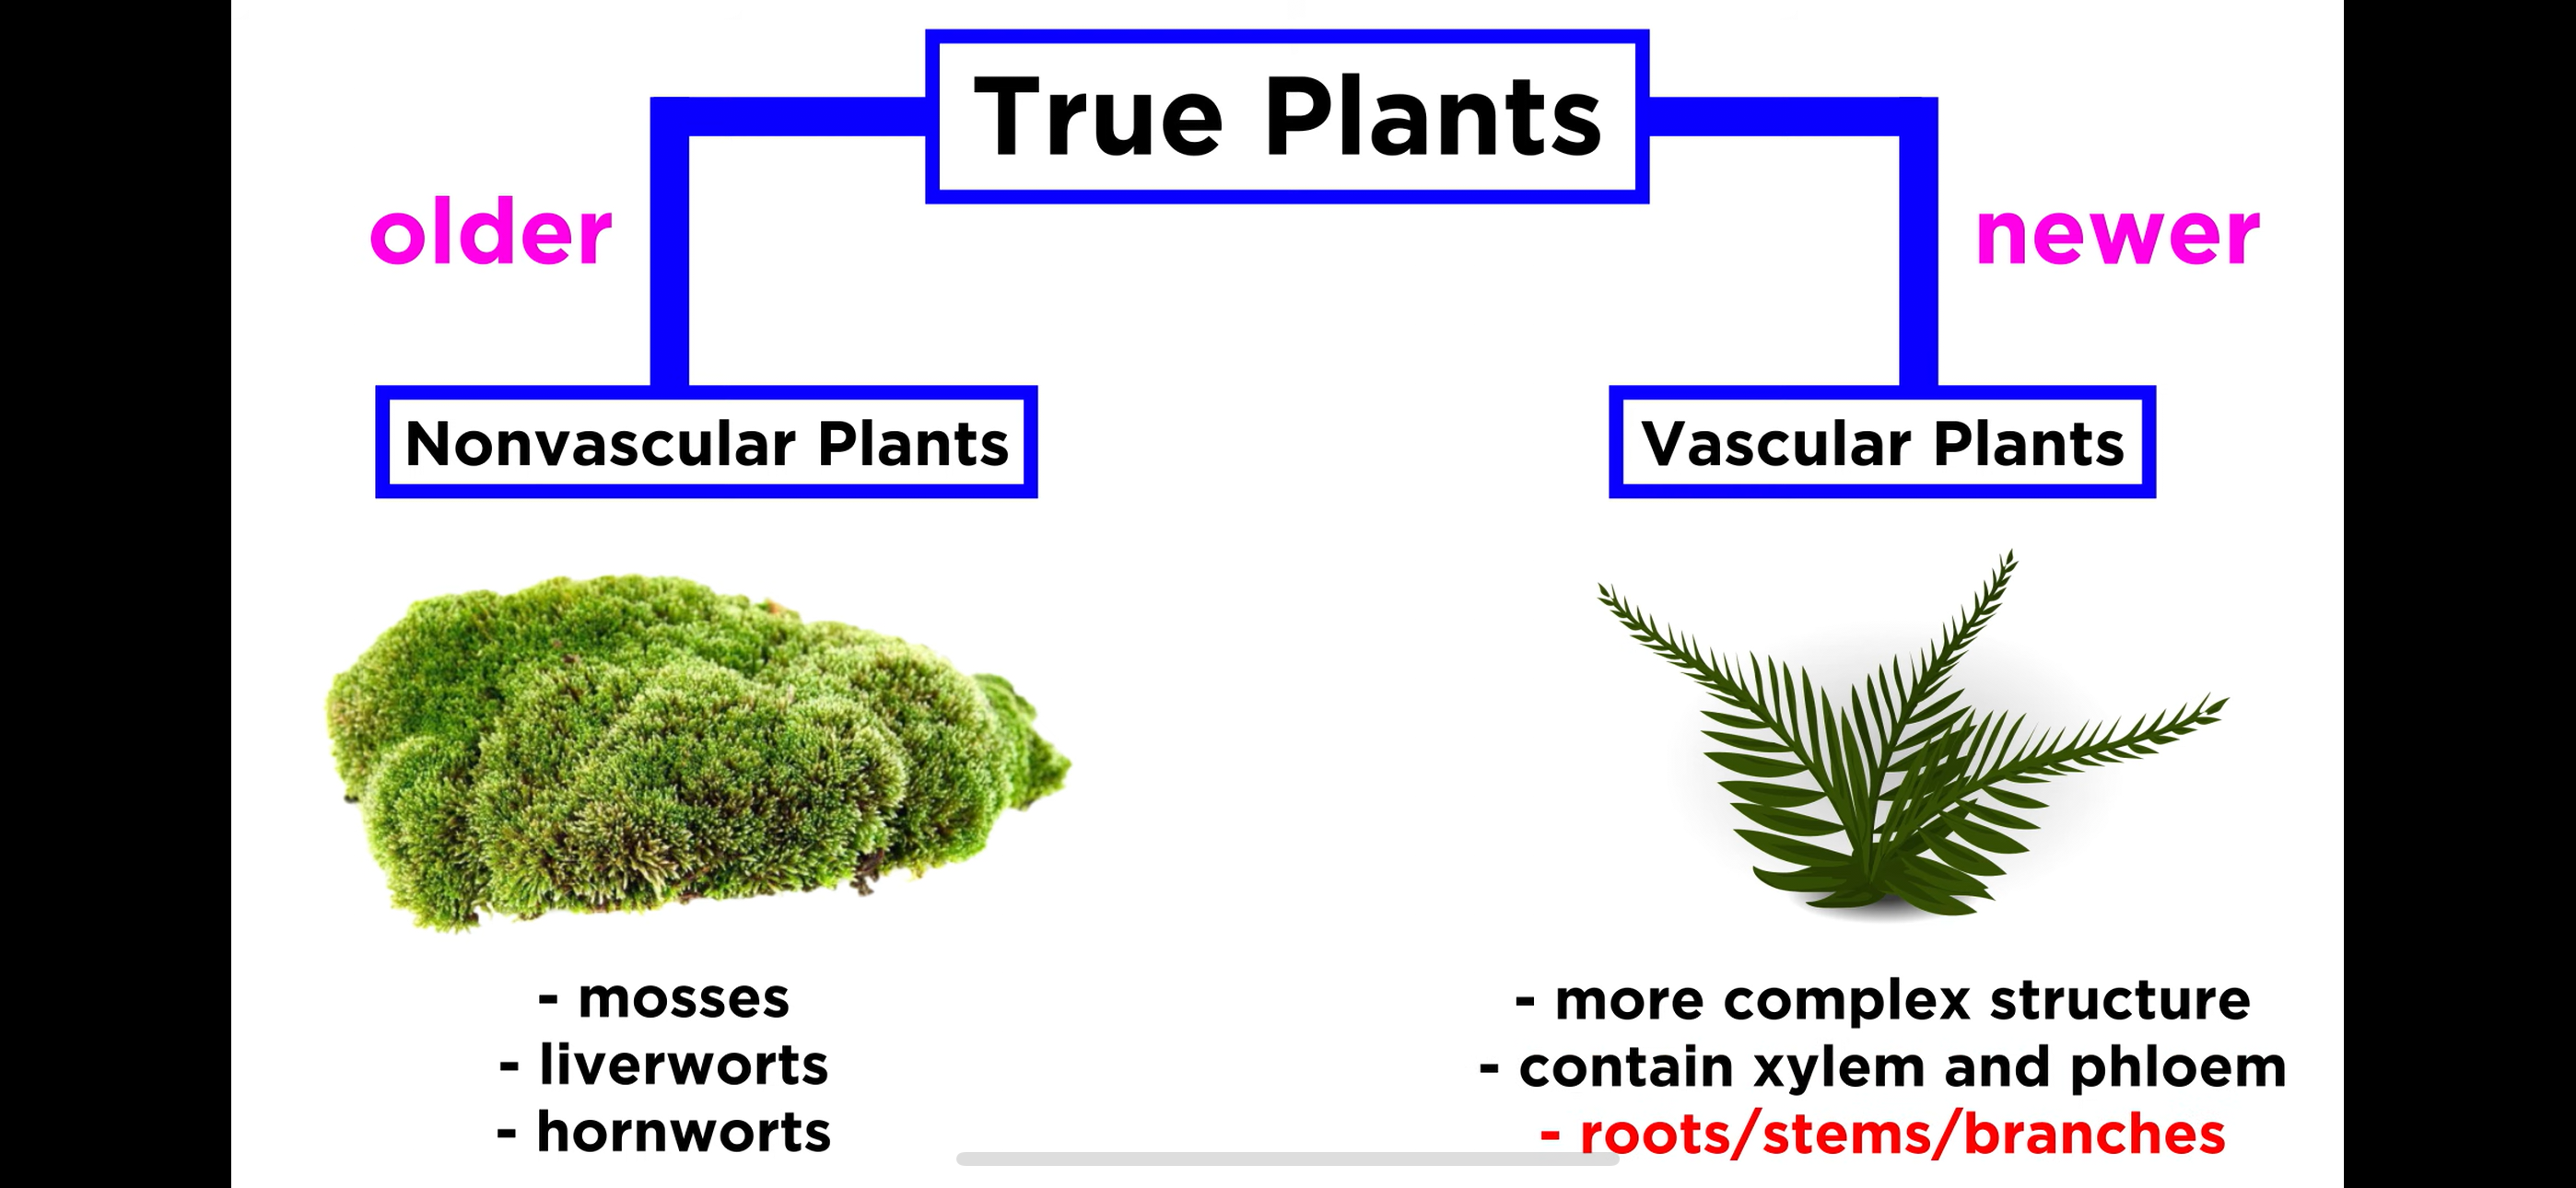 True Plants
older
newer
Nonvascular Plants
Vascular Plants
- mosses
- liverworts
- hornworts
- more complex structure
- contain xylem and phloem
- roots/stems/branches